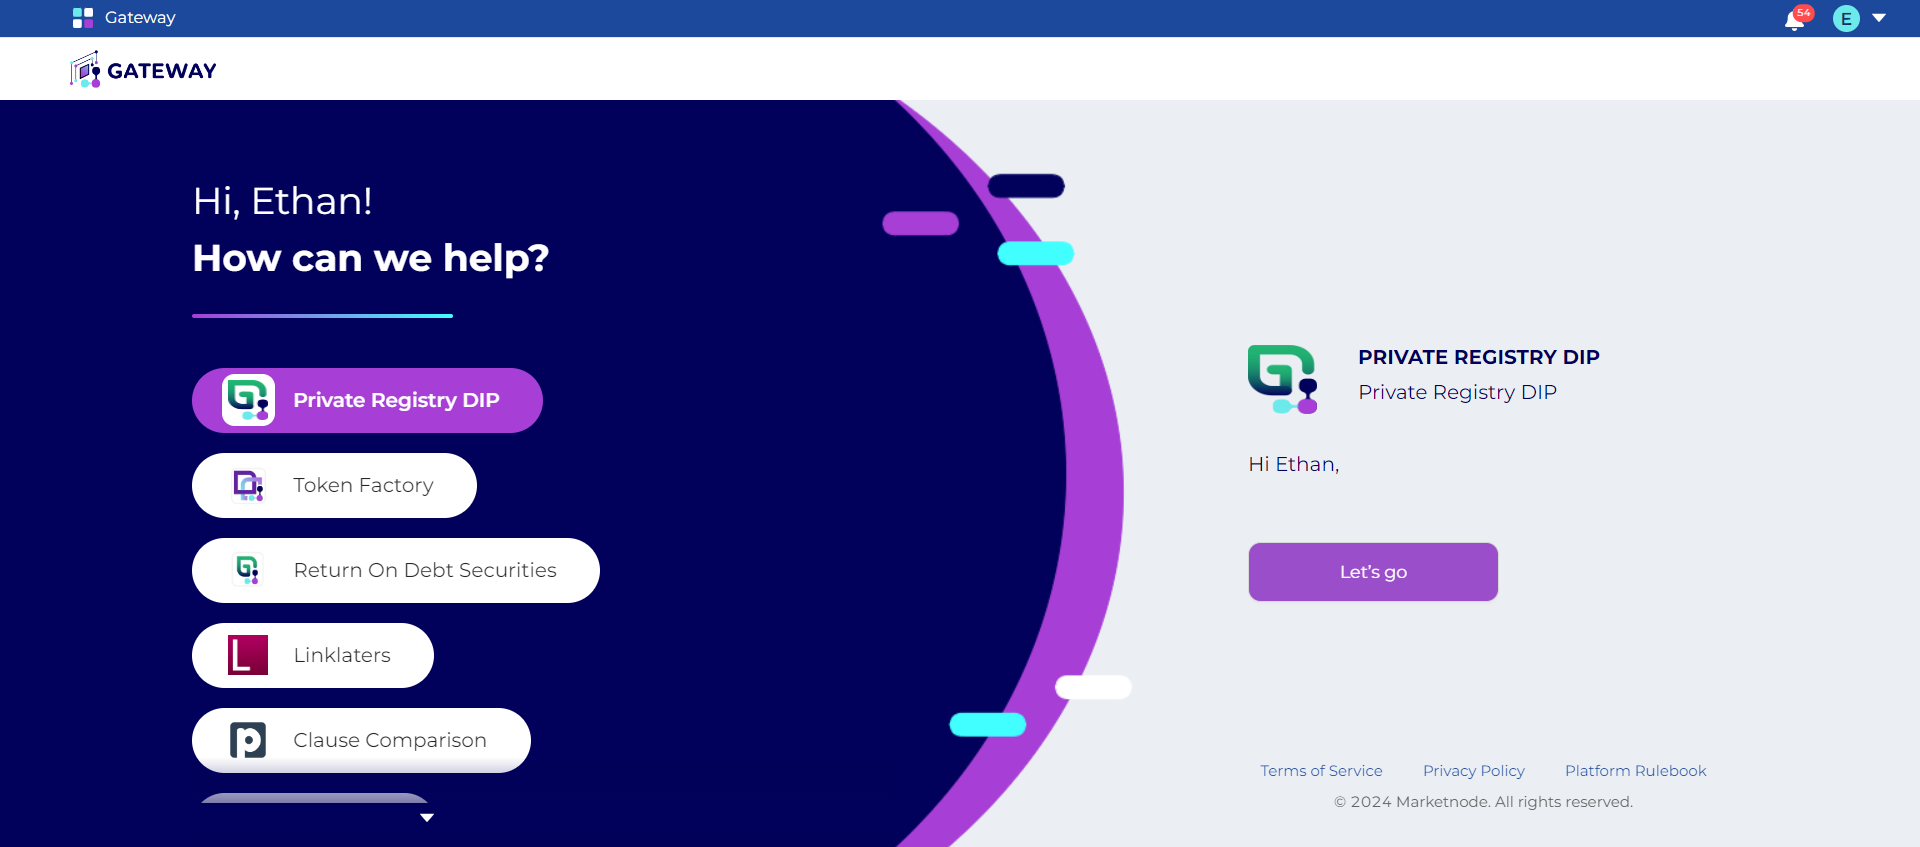 Gateway
54
E
GATEWAY
Hi, Ethan!
How can we help?
Private Registry DIP
Token Factory
Return On Debt Securities
Linklaters
Clause Comparison
PRIVATE REGISTRY DIP
Private Registry DIP
Hi Ethan,
Let's go
Terms of Service Privacy Policy Platform Rulebook
© 2024 Marketnode. All rights reserved.